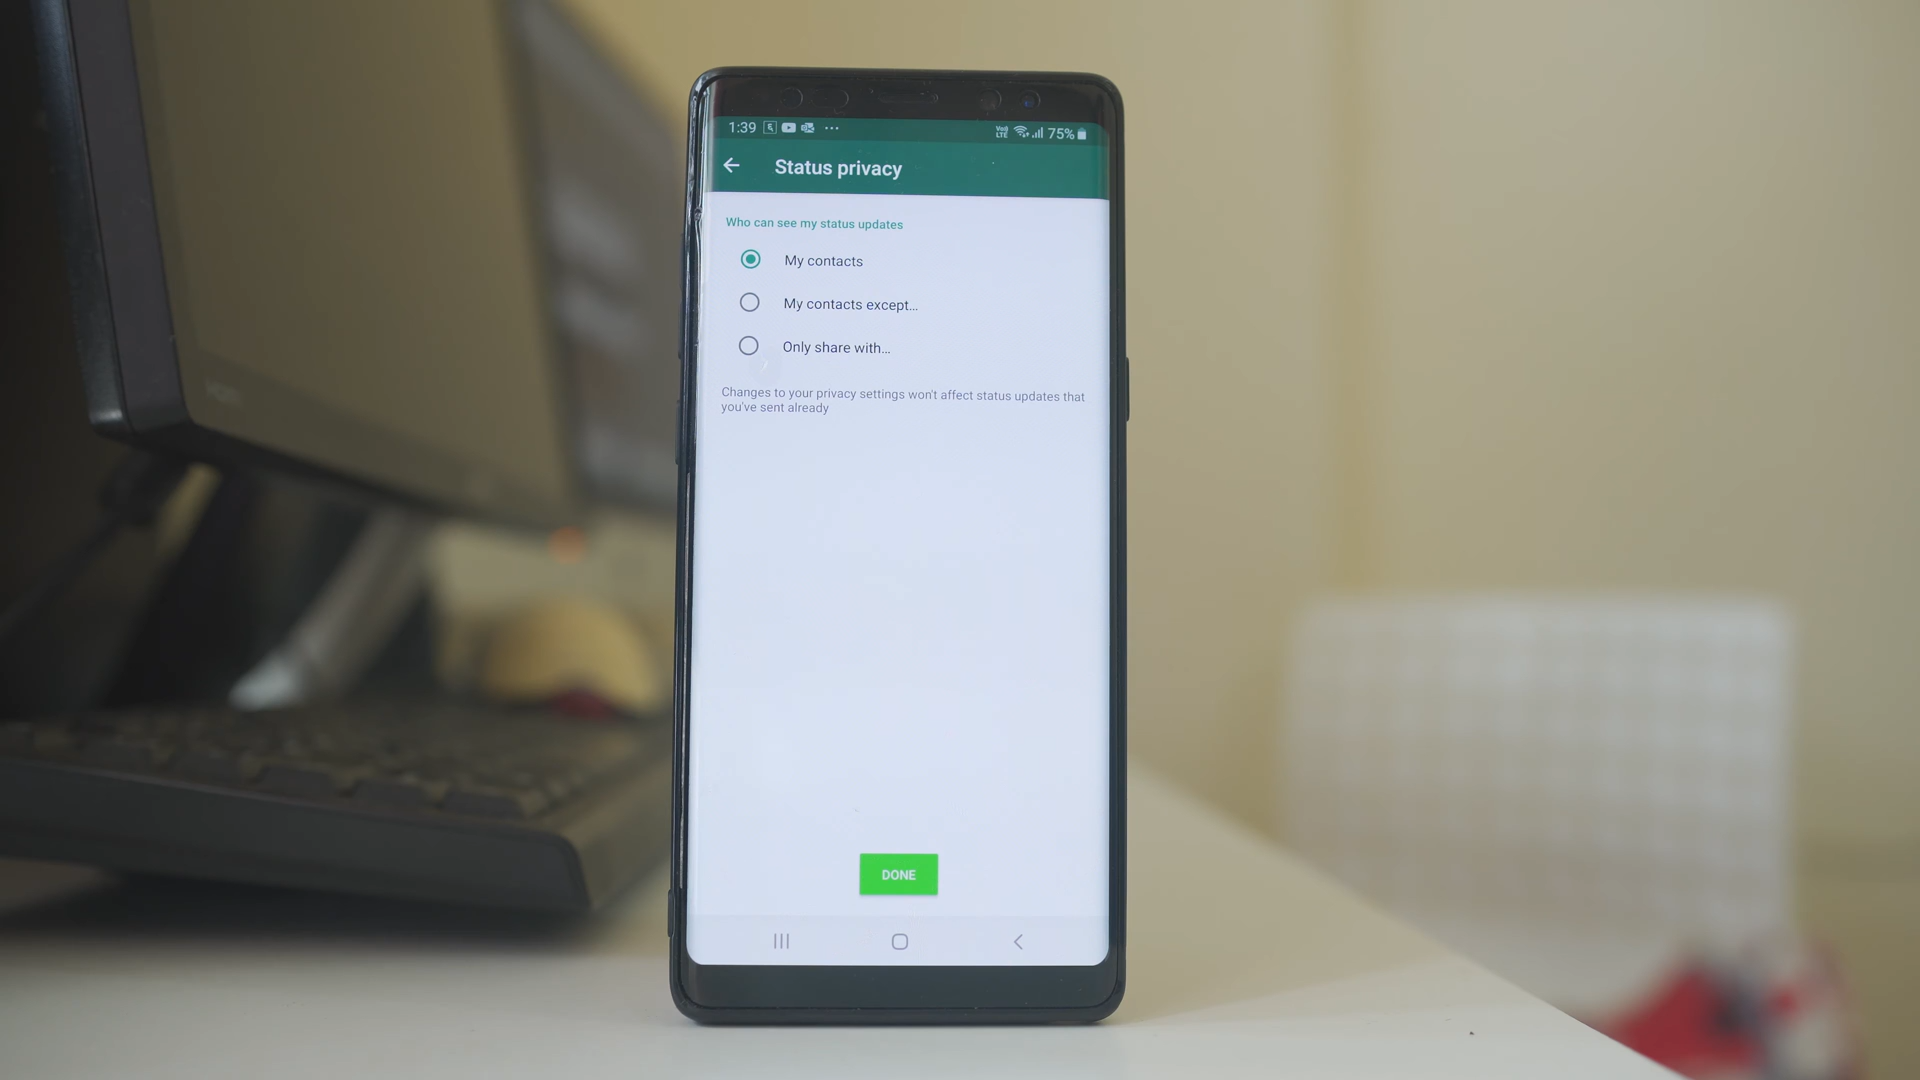 1:39
VoLTE 75%
Status privacy
Who can see my status updates
My contacts
My contacts except...
Only share with...
Changes to your privacy settings won't affect status updates that
you've sent already
DONE